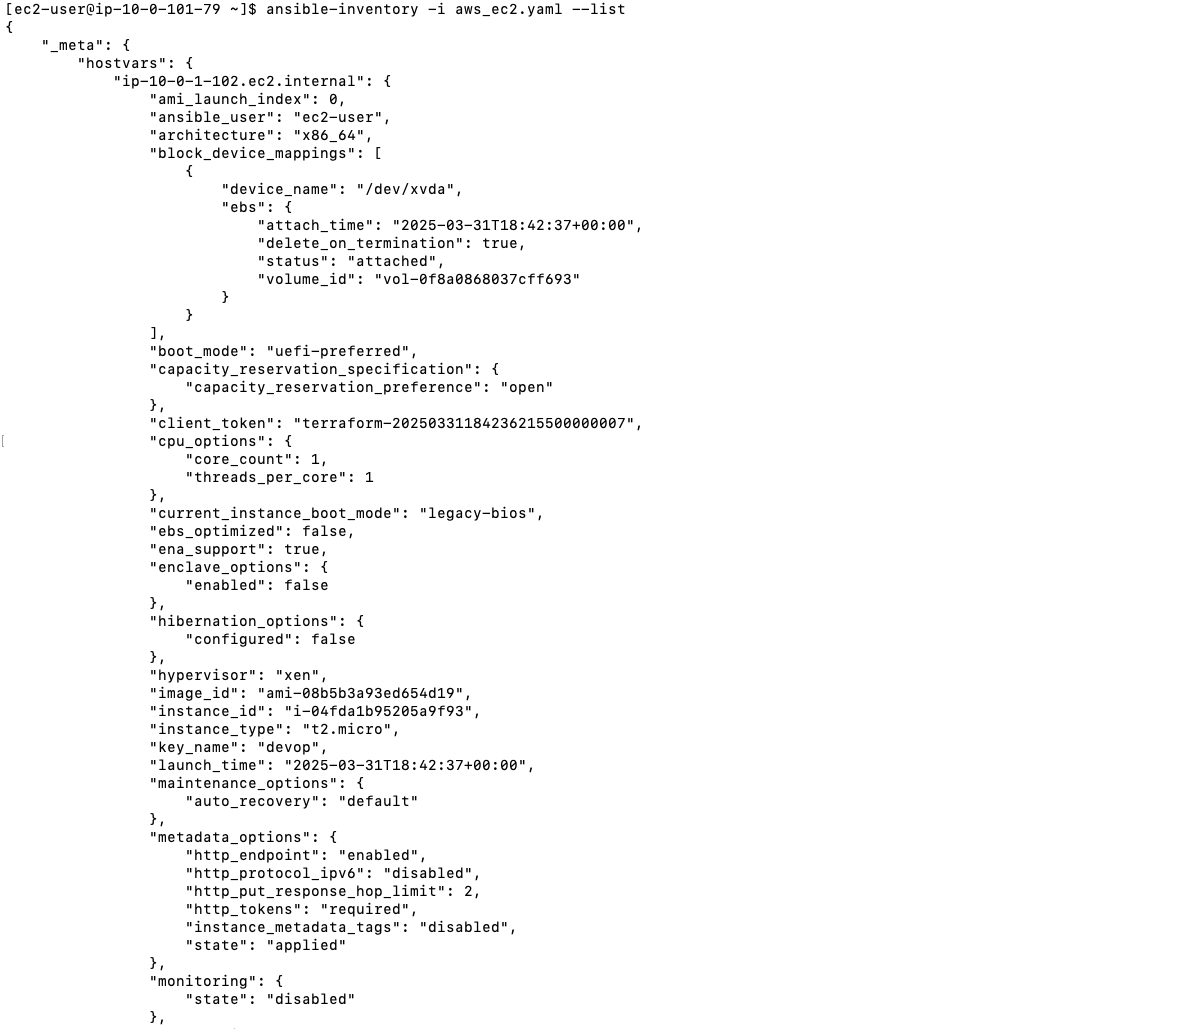 [ec2-user@ip-10-0-101-79 ~]$ ansible-inventory -i aws_ec2.yaml --list
{
    "_meta": {
        "hostvars": {
            "ip-10-0-1-102.ec2.internal": {
                "ami_launch_index": 0,
                "ansible_user": "ec2-user",
                "architecture": "x86_64",
                "block_device_mappings": [
                    {
                        "device_name": "/dev/xvda",
                        "ebs": {
                            "attach_time": "2025-03-31T18:42:37+00:00",
                            "delete_on_termination": true,
                            "status": "attached",
                            "volume_id": "vol-0f8a0868037cff693"
                        }
                    }
                ],
                "boot_mode": "uefi-preferred",
                "capacity_reservation_specification": {
                    "capacity_reservation_preference": "open"
                },
                "client_token": "terraform-20250331184236215500000007",
[               "cpu_options": {
                    "core_count": 1,
                    "threads_per_core": 1
                },
                "current_instance_boot_mode": "legacy-bios",
                "ebs_optimized": false,
                "ena_support": true,
                "enclave_options": {
                    "enabled": false
                },
                "hibernation_options": {
                    "configured": false
                },
                "hypervisor": "xen",
                "image_id": "ami-08b5b3a93ed654d19",
                "instance_id": "i-04fda1b95205a9f93",
                "instance_type": "t2.micro",
                "key_name": "devop",
                "launch_time": "2025-03-31T18:42:37+00:00",
                "maintenance_options": {
                    "auto_recovery": "default"
                },
                "metadata_options": {
                    "http_endpoint": "enabled",
                    "http_protocol_ipv6": "disabled",
                    "http_put_response_hop_limit": 2,
                    "http_tokens": "required",
                    "instance_metadata_tags": "disabled",
                    "state": "applied"
                },
                "monitoring": {
                    "state": "disabled"
                },